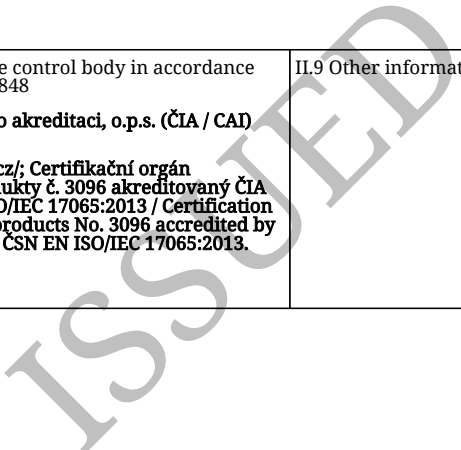 e control body in accordance
848
o akreditaci, o.p.s. (ČIA / CAI)
cz/; Certifikační orgán
ukty č. 3096 akreditovaný ČIA
O/IEC 17065:2013 / Certification
products No. 3096 accredited by
ČSN EN ISO/IEC 17065:2013.
II.9 Other informat
ISSUED